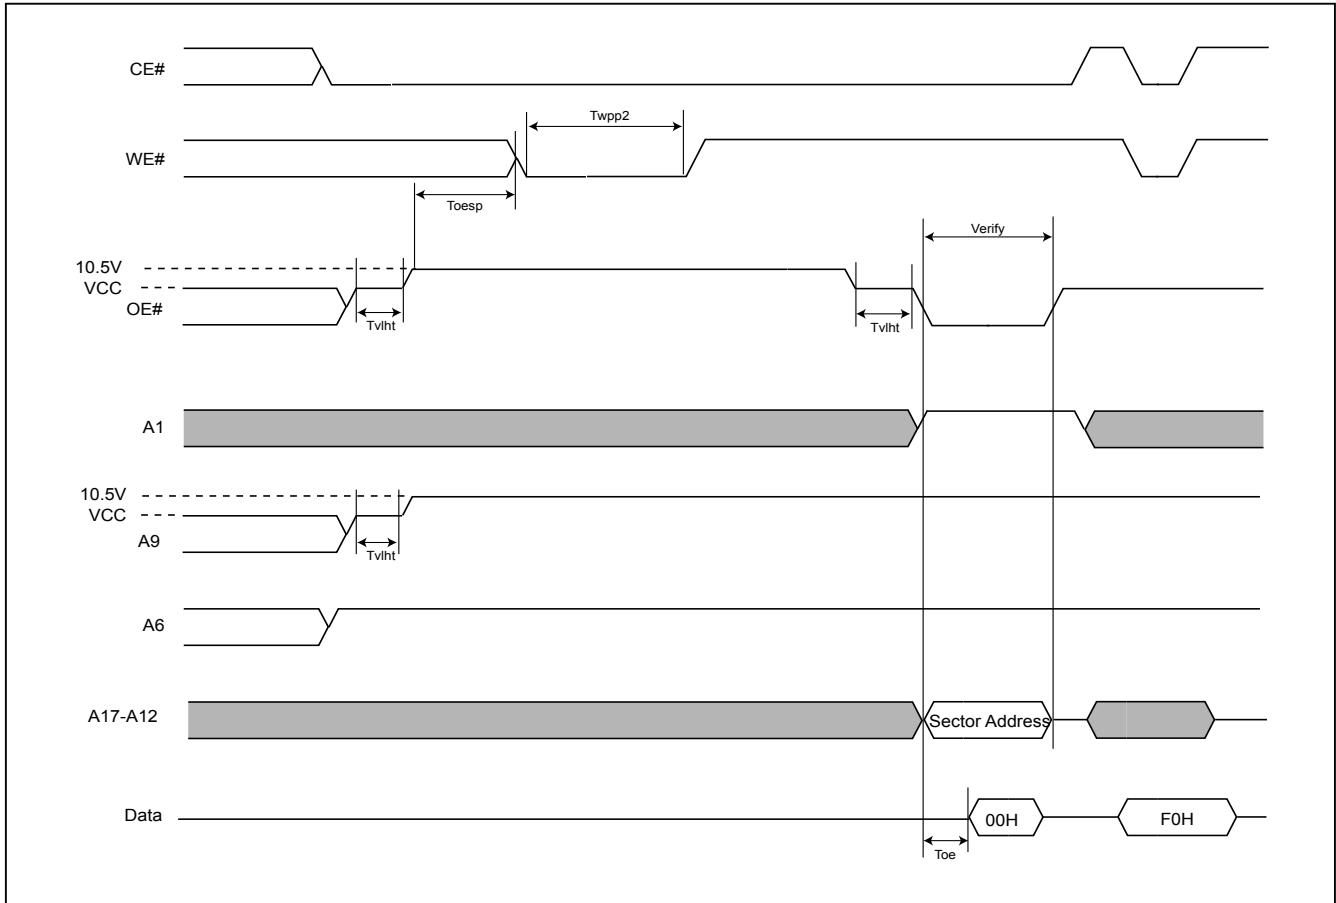 CE#
Twpp2
WE#
Toesp
Verify
10.5V
VCC
OE#
Tvlht
Tvlht
A1
10.5V
VCC
A9
Tvlht
A6
A17-A12
Sector Address
Data
00H
F0H
Toe